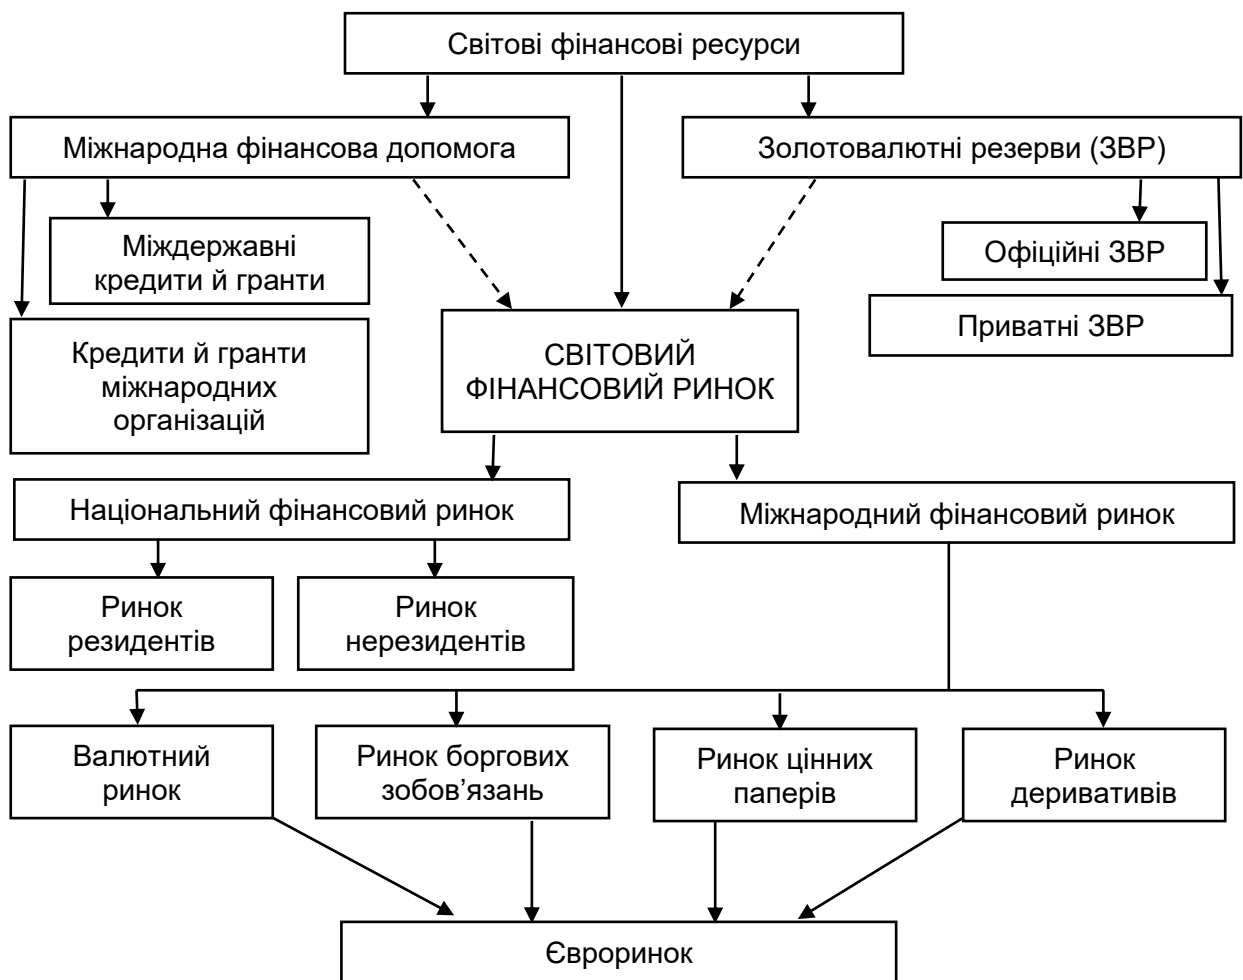 Світові фінансові ресурси
Міжнародна фінансова допомога
Золотовалютні резерви (ЗВР)
Міждержавні
кредити й гранти
Офіційні ЗВР
Кредити й гранти
міжнародних
організацій
Приватні ЗВР
СВІТОВИЙ
ФІНАНСОВИЙ РИНОК
Національний фінансовий ринок
Міжнародний фінансовий ринок
Ринок
резидентів
Ринок
нерезидентів
Валютний
ринок
Ринок боргових
зобов’язань
Ринок цінних
паперів
Ринок
деривативів
Євроринок